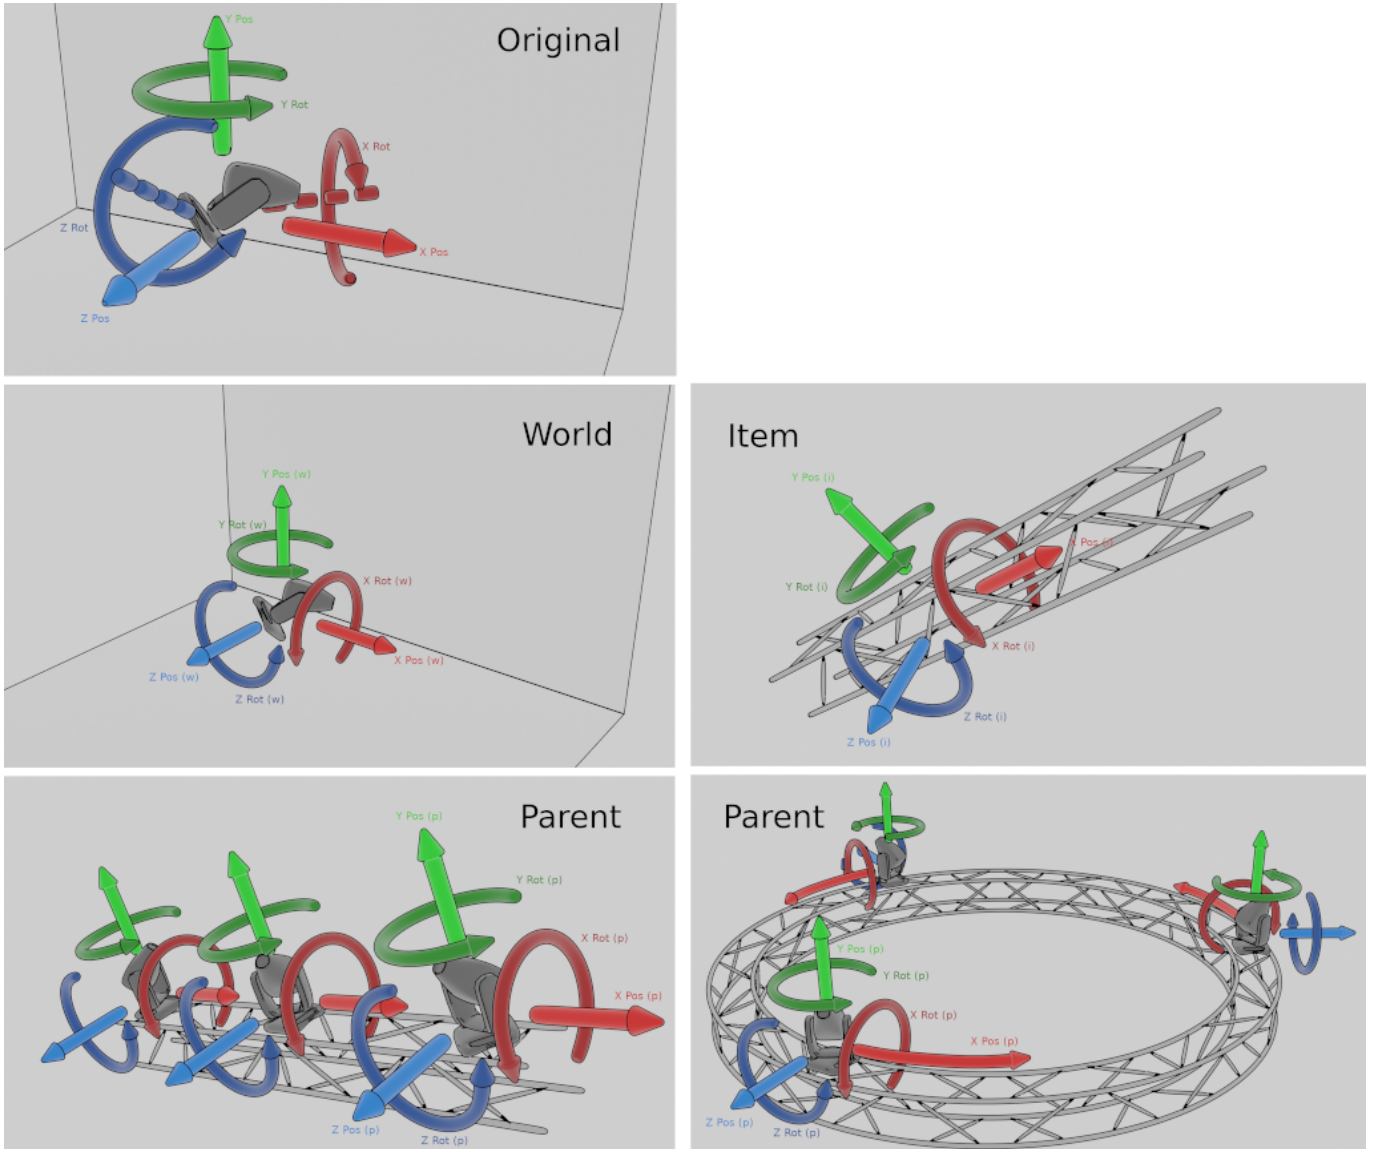 Original
Y Pos
Y Rot
X Rot
Z Rot
X Pos
Z Pos
World
Y Pos (w)
Y Rot (w)
X Rot (w)
X Pos (w)
Z Pos (w)
Z Rot (w)
Item
Y Pos (i)
X Pos (i)
Y Rot (i)
X Rot (i)
Z Rot (i)
Z Pos (i)
Parent
Y Pos (p)
Y Rot (p)
X Rot (p)
X Pos (p)
Z Pos (p)
Z Rot (p)
Parent
Y Pos (p)
Y Rot (p)
X Rot (p)
X Pos (p)
Z Pos (p)
Z Rot (p)